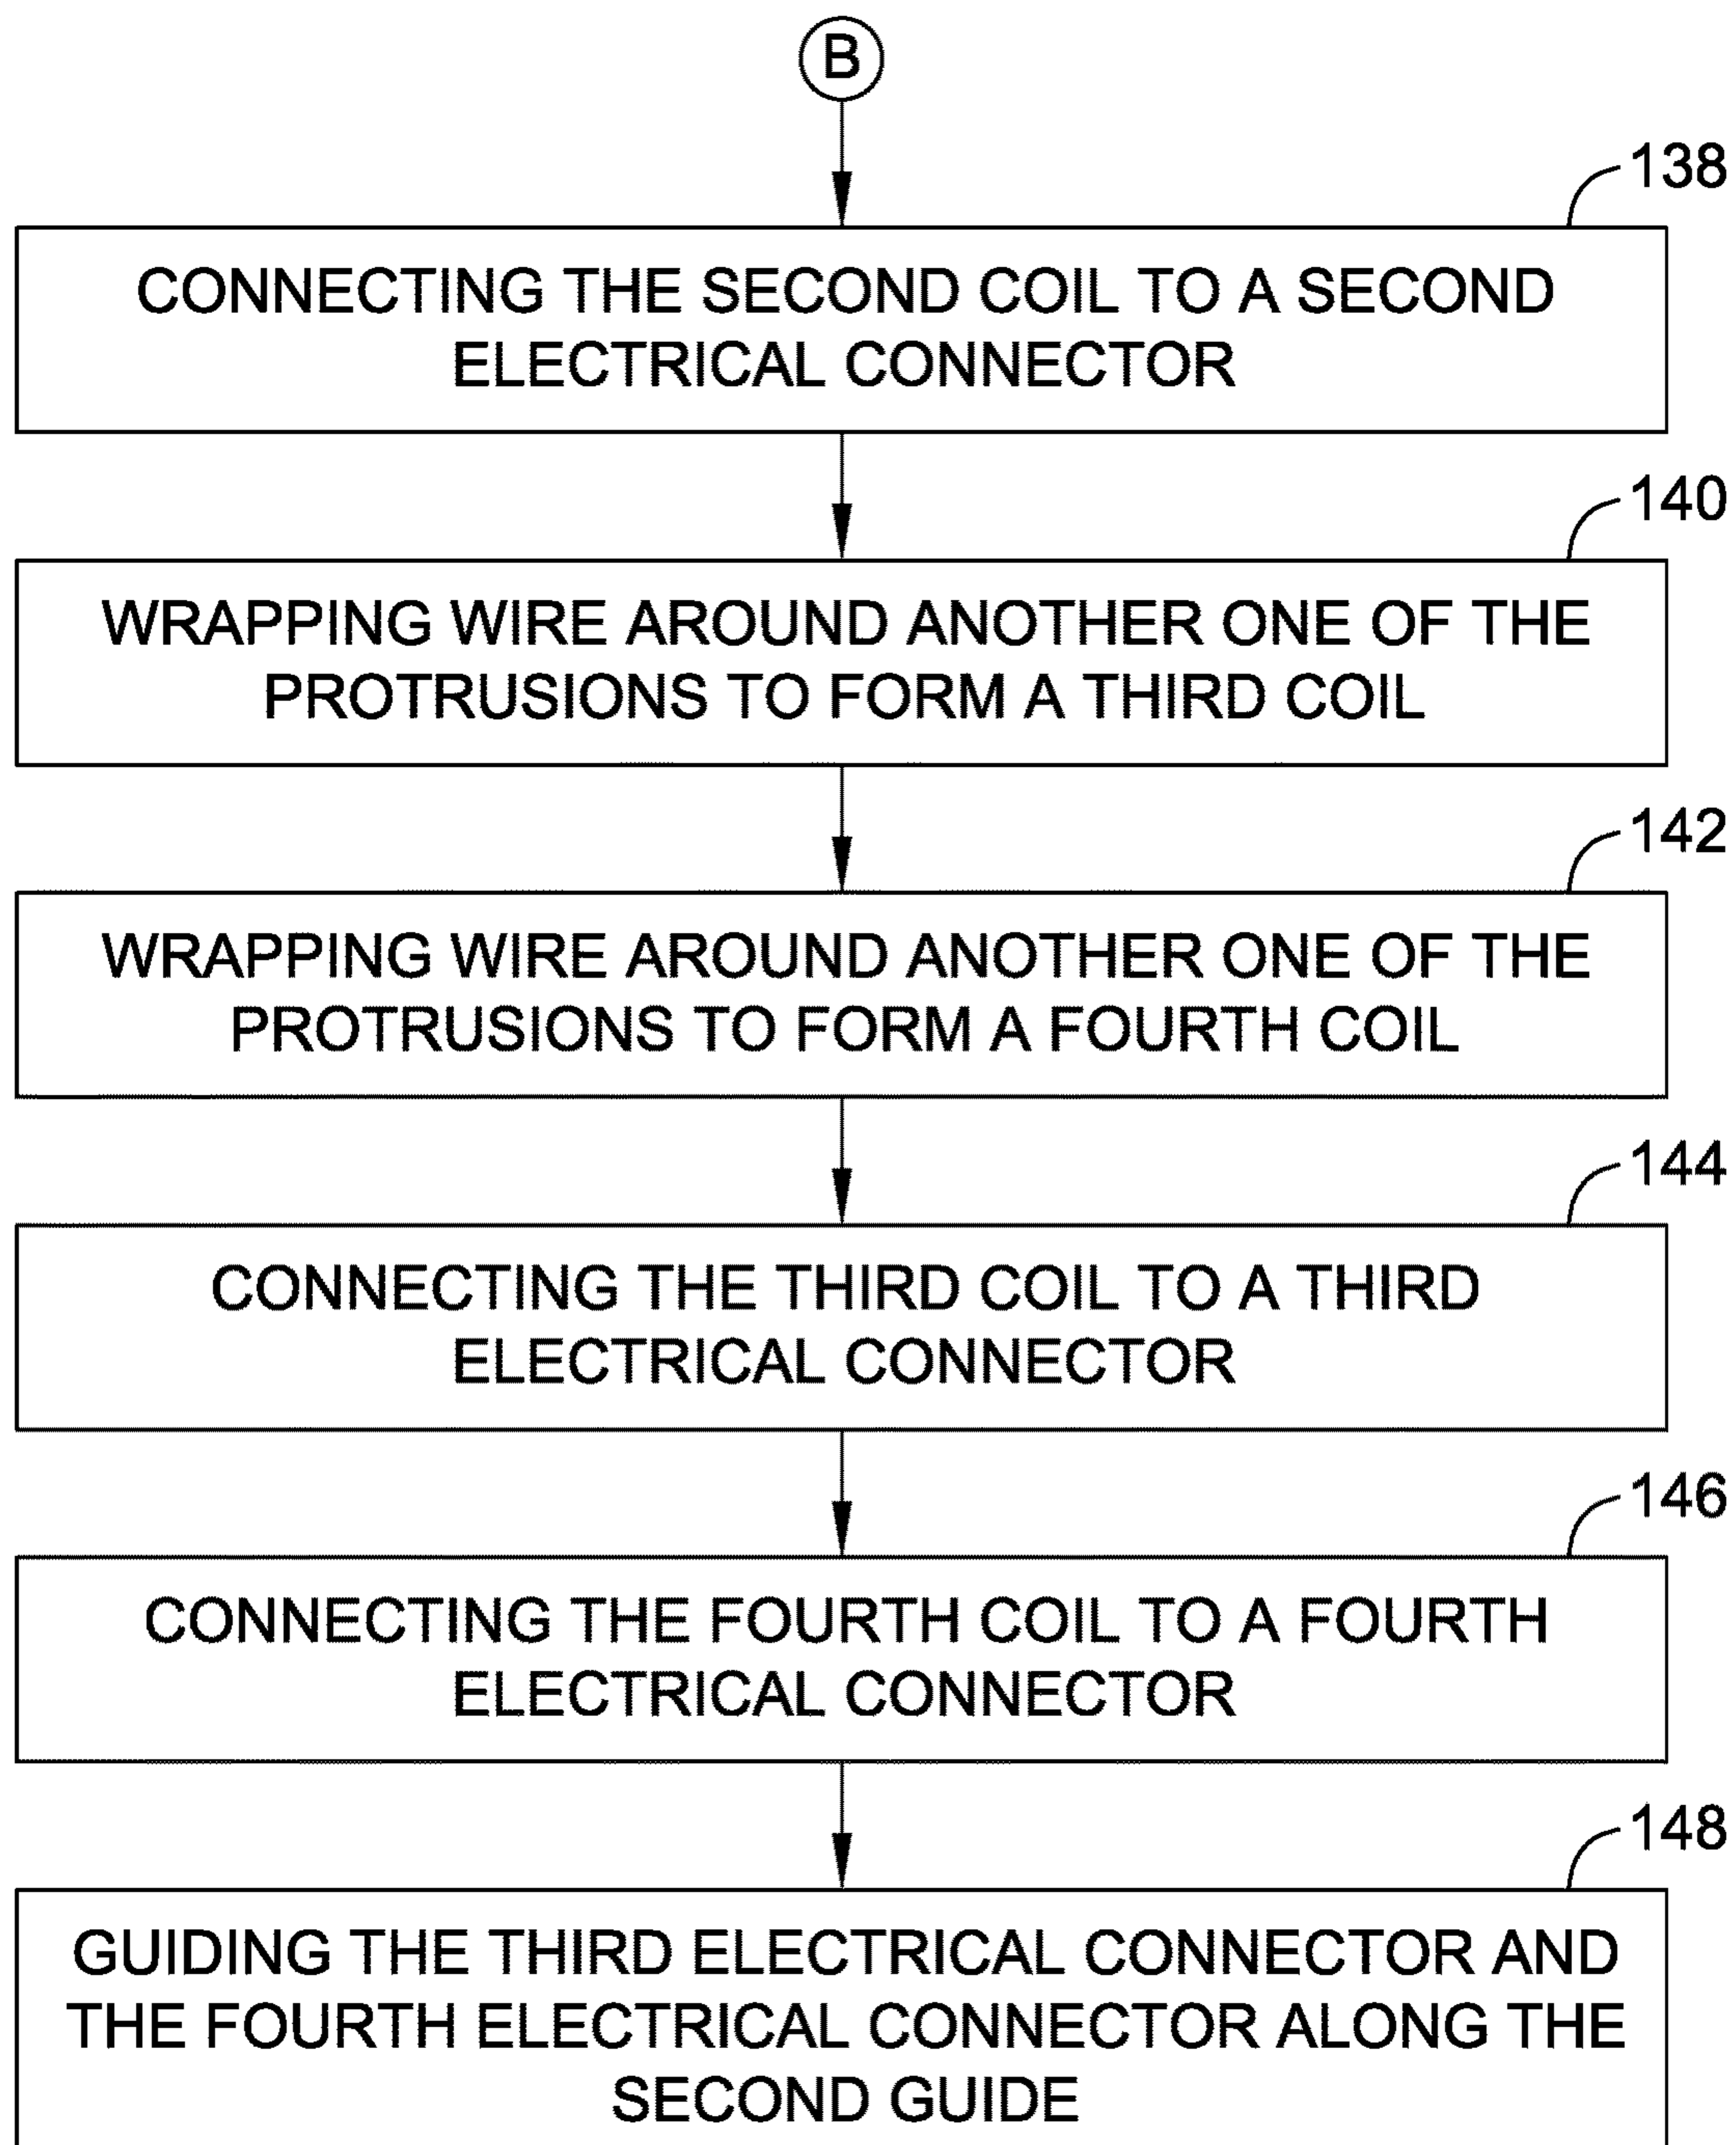 B
138
CONNECTING THE SECOND COIL TO A SECOND
ELECTRICAL CONNECTOR
140
WRAPPING WIRE AROUND ANOTHER ONE OF THE
PROTRUSIONS TO FORM A THIRD COIL
142
WRAPPING WIRE AROUND ANOTHER ONE OF THE
PROTRUSIONS TO FORM A FOURTH COIL
144
CONNECTING THE THIRD COIL TO A THIRD
ELECTRICAL CONNECTOR
146
CONNECTING THE FOURTH COIL TO A FOURTH
ELECTRICAL CONNECTOR
148
GUIDING THE THIRD ELECTRICAL CONNECTOR AND
THE FOURTH ELECTRICAL CONNECTOR ALONG THE
SECOND GUIDE